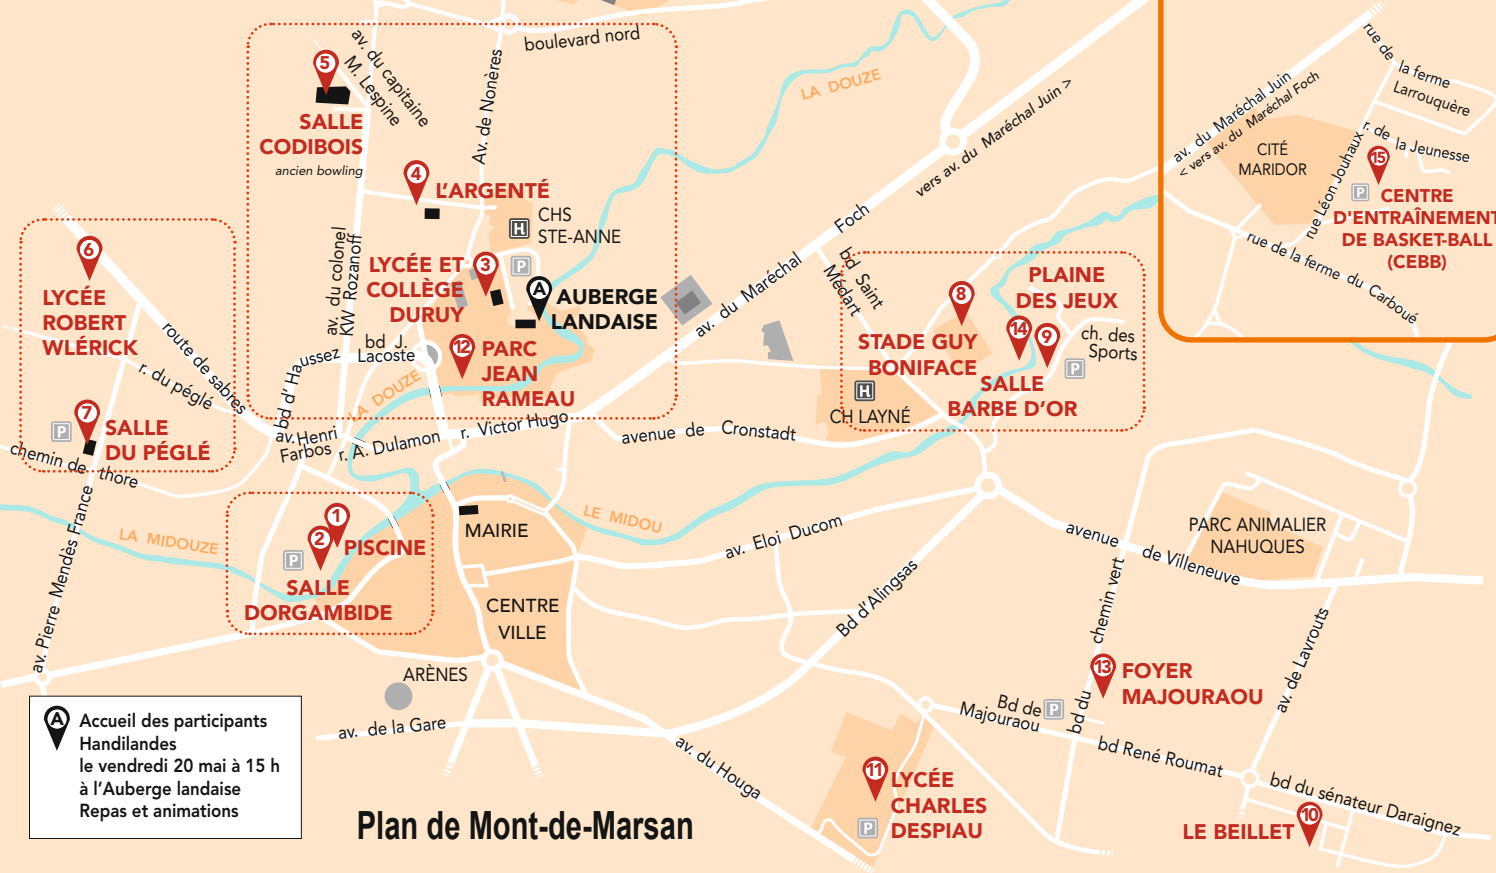 boulevard nord
av. du capitaine
M. Lespine
Av. de Nonères
5
SALLE
CODIBOIS
ancien bowling
4
L'ARGENTÉ
H
CHS
STE-ANNE
LA DOUZE
vers av. du Maréchal Juin >
av. du Maréchal Foch
bd Saint
Médart
av. du colonel
KW Rozanoff
LYCÉE ET
COLLÈGE
DURUY
3
P
A
AUBERGE
LANDAISE
bd J.
Lacoste
12
PARC
JEAN
RAMEAU
LA DOUZE
bd d'Haussez
6
LYCÉE
ROBERT
WLÉRICK
route de sabres
r. du péglé
7
P
SALLE
DU PÉGLÉ
chemin de thore
av.Henri
Farbos
r. A. Dulamon
r. Victor Hugo
avenue de Cronstadt
8
STADE GUY
BONIFACE
PLAINE
DES JEUX
14
9
ch. des
Sports
P
SALLE
BARBE D'OR
H
CH LAYNÉ
av. du Maréchal Juin
< vers av. du Maréchal Foch
CITÉ
MARIDOR
rue de la ferme
Larrouquère
r. de la Jeunesse
rue Léon Jouhaux
15
P
CENTRE
D'ENTRAÎNEMENT
DE BASKET-BALL
(CEBB)
rue de la ferme du Carboué
LA MIDOUZE
av. Pierre Mendès France
1
2
PISCINE
P
SALLE
DORGAMBIDE
MAIRIE
LE MIDOU
av. Eloi Ducom
CENTRE
VILLE
ARÈNES
av. de la Gare
Bd d'Alingsas
avenue de Villeneuve
PARC ANIMALIER
NAHUQUES
bd du chemin vert
13
FOYER
MAJOURAOU
Bd de
Majouraou
P
av. de Lavrouts
bd René Roumat
bd du sénateur Daraignez
10
LE BEILLET
av. du Houga
11
LYCÉE
CHARLES
DESPIAU
P
A
Accueil des participants
Handilandes
le vendredi 20 mai à 15 h
à l'Auberge landaise
Repas et animations
Plan de Mont-de-Marsan